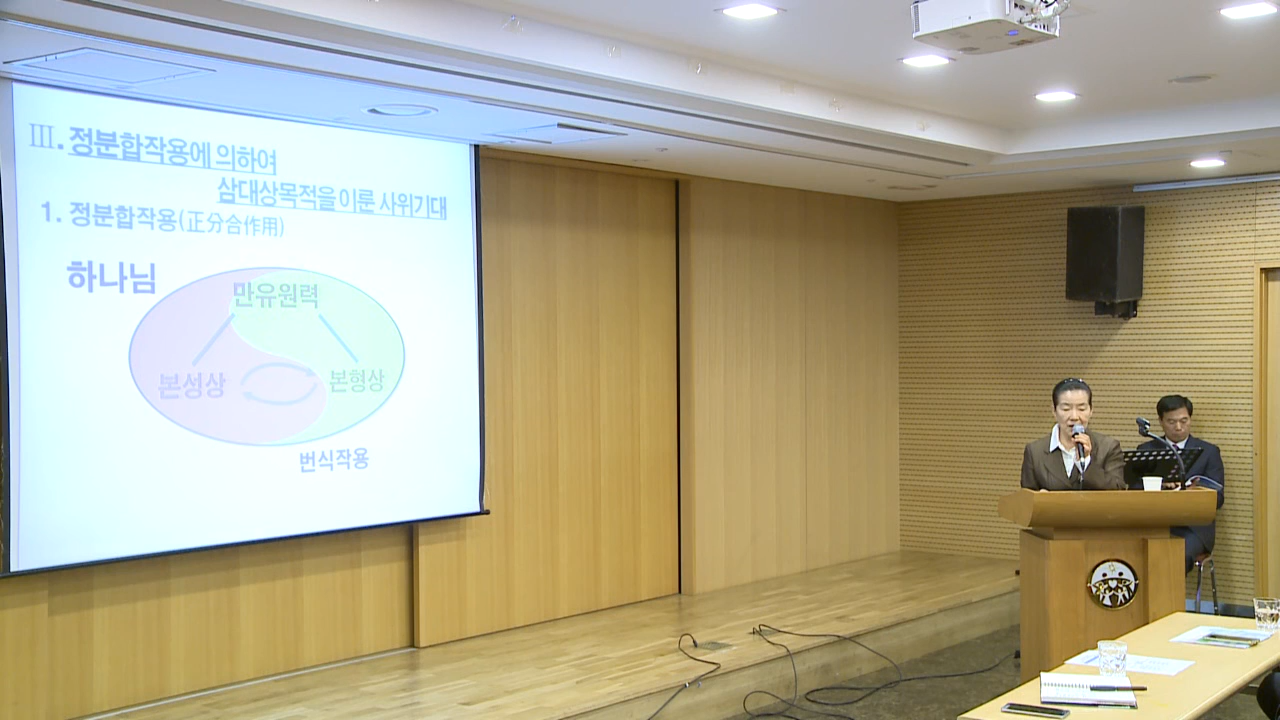 Ⅲ. 정분합작용에 의하여
삼대상목적을 이룬 사위기대
1. 정분합작용(正分合作用)
하나님
만유원력
본성상
본형상
번식작용